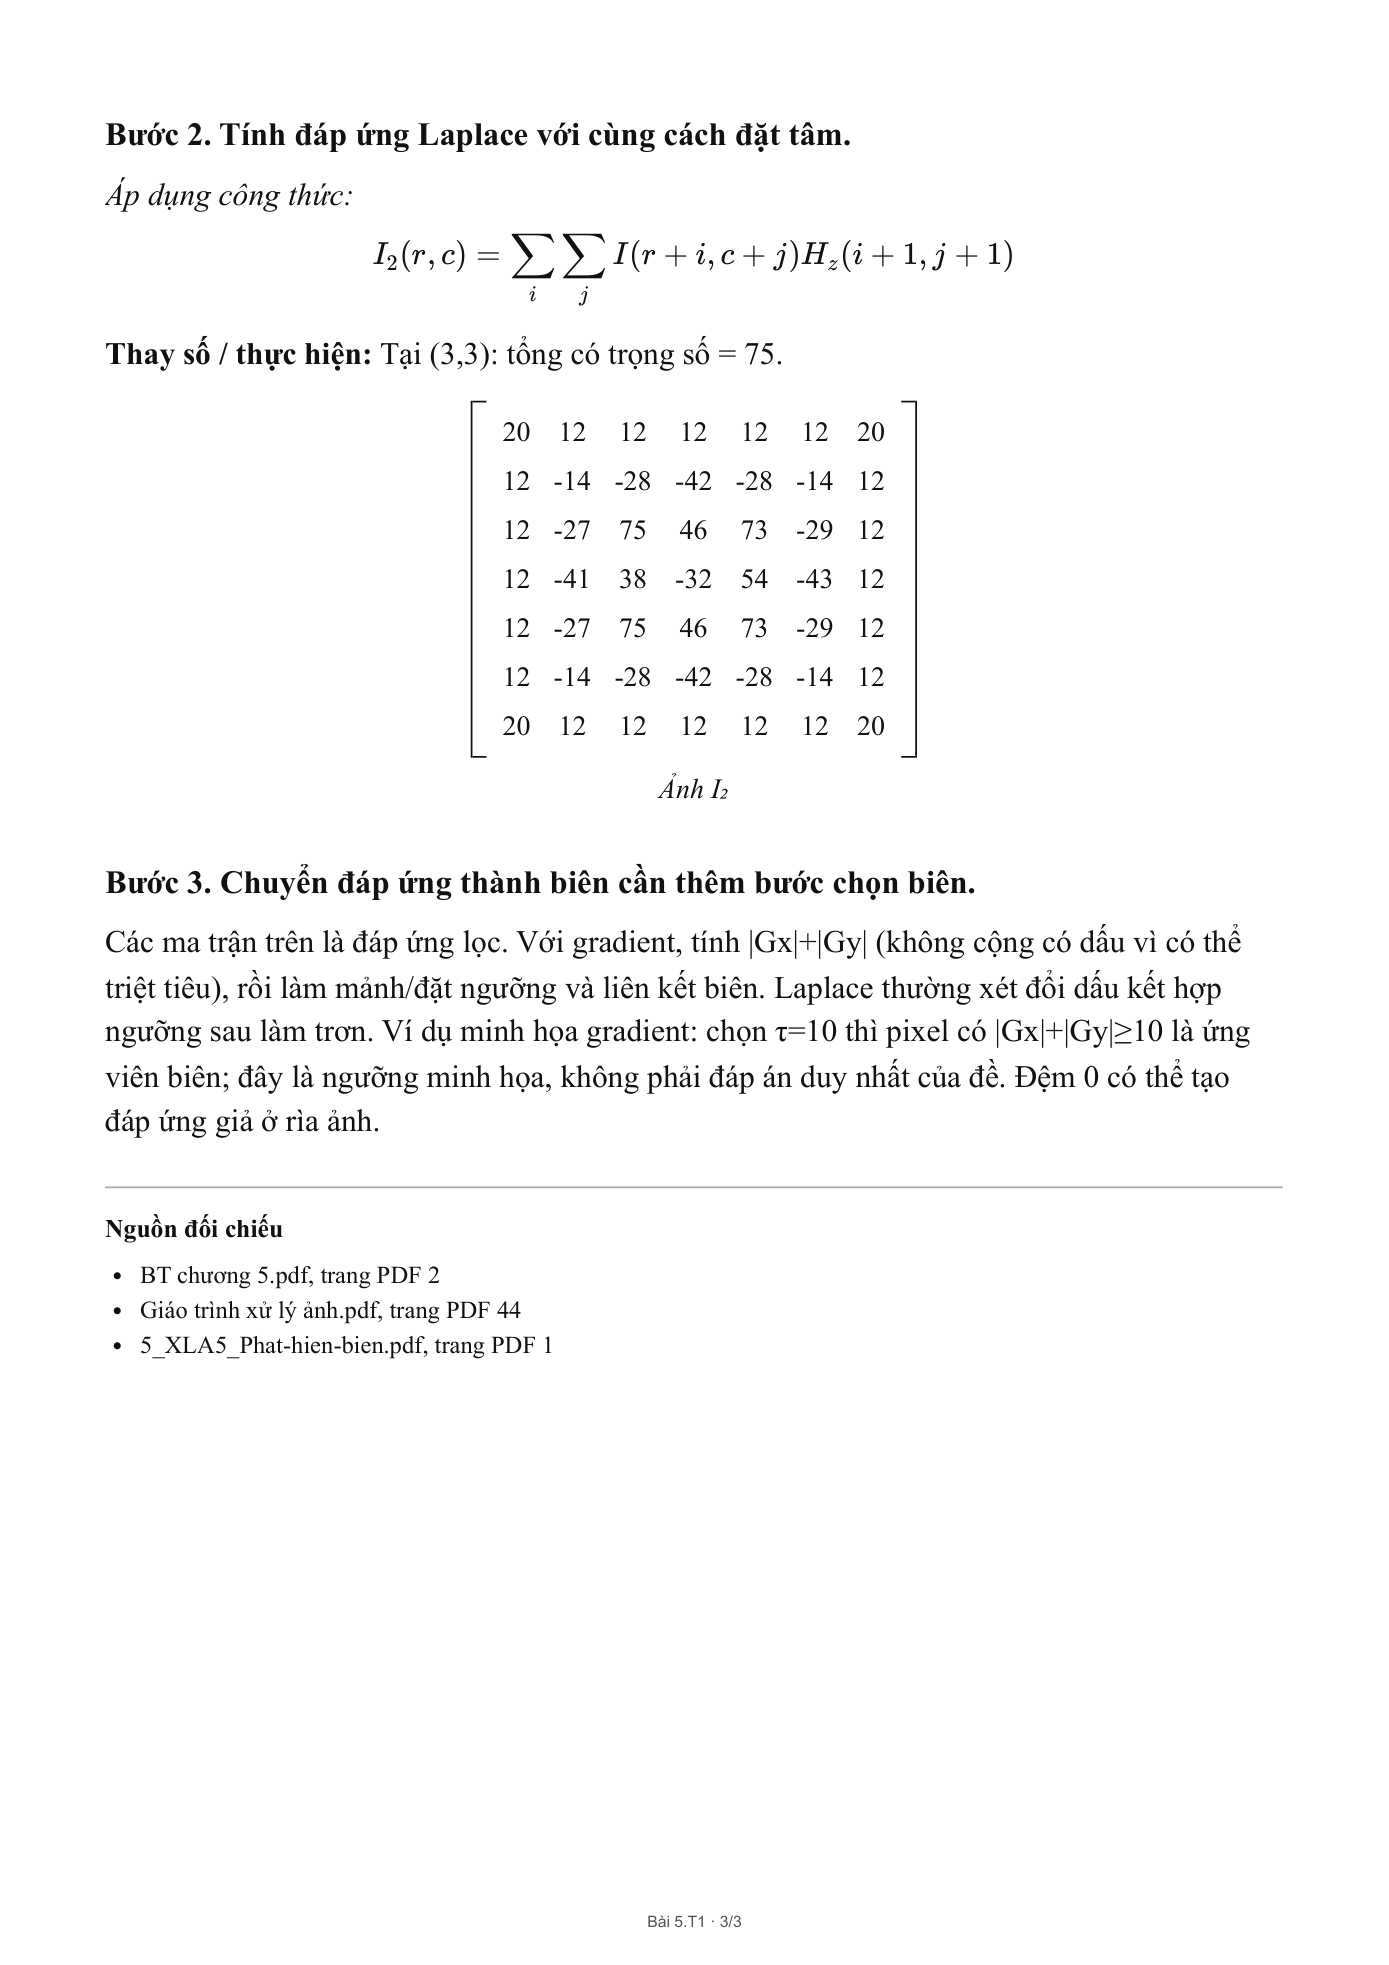 Bước 2. Tính đáp ứng Laplace với cùng cách đặt tâm.
Áp dụng công thức:
I₂(r, c) = ∑ᵢ ∑ⱼ I(r + i, c + j)H_z(i + 1, j + 1)
Thay số / thực hiện: Tại (3,3): tổng có trọng số = 75.
20 12 12 12 12 12 20
12 -14 -28 -42 -28 -14 12
12 -27 75 46 73 -29 12
12 -41 38 -32 54 -43 12
12 -27 75 46 73 -29 12
12 -14 -28 -42 -28 -14 12
20 12 12 12 12 12 20
Ảnh I₂
Bước 3. Chuyển đáp ứng thành biên cần thêm bước chọn biên.
Các ma trận trên là đáp ứng lọc. Với gradient, tính |Gx|+|Gy| (không cộng có dấu vì có thể
triệt tiêu), rồi làm mảnh/đặt ngưỡng và liên kết biên. Laplace thường xét đổi dấu kết hợp
ngưỡng sau làm trơn. Ví dụ minh họa gradient: chọn τ=10 thì pixel có |Gx|+|Gy|≥10 là ứng
viên biên; đây là ngưỡng minh họa, không phải đáp án duy nhất của đề. Đệm 0 có thể tạo
đáp ứng giả ở rìa ảnh.
Nguồn đối chiếu
• BT chương 5.pdf, trang PDF 2
• Giáo trình xử lý ảnh.pdf, trang PDF 44
• 5_XLA5_Phat-hien-bien.pdf, trang PDF 1
Bài 5.T1 · 3/3